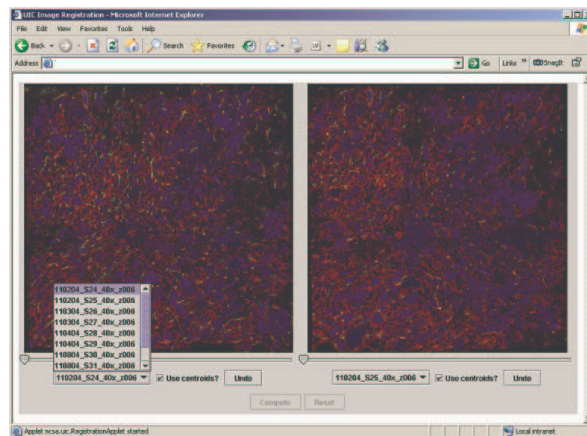 UIC Image Registration - Microsoft Internet Explorer
File Edit View Favorites Tools Help
Back Search Favorites
Address Go Links » SnagIt
110204_S24_40x_z006
110204_S25_40x_z006
110304_S26_40x_z006
110304_S27_40x_z006
110404_S28_40x_z006
110404_S29_40x_z006
110804_S30_40x_z006
110804_S31_40x_z006
110204_S24_40x_z006 Use centroids? Undo 110204_S25_40x_z006 Use centroids? Undo
Compute Reset
Applet ncsa.uic.RegistrationApplet started Local intranet